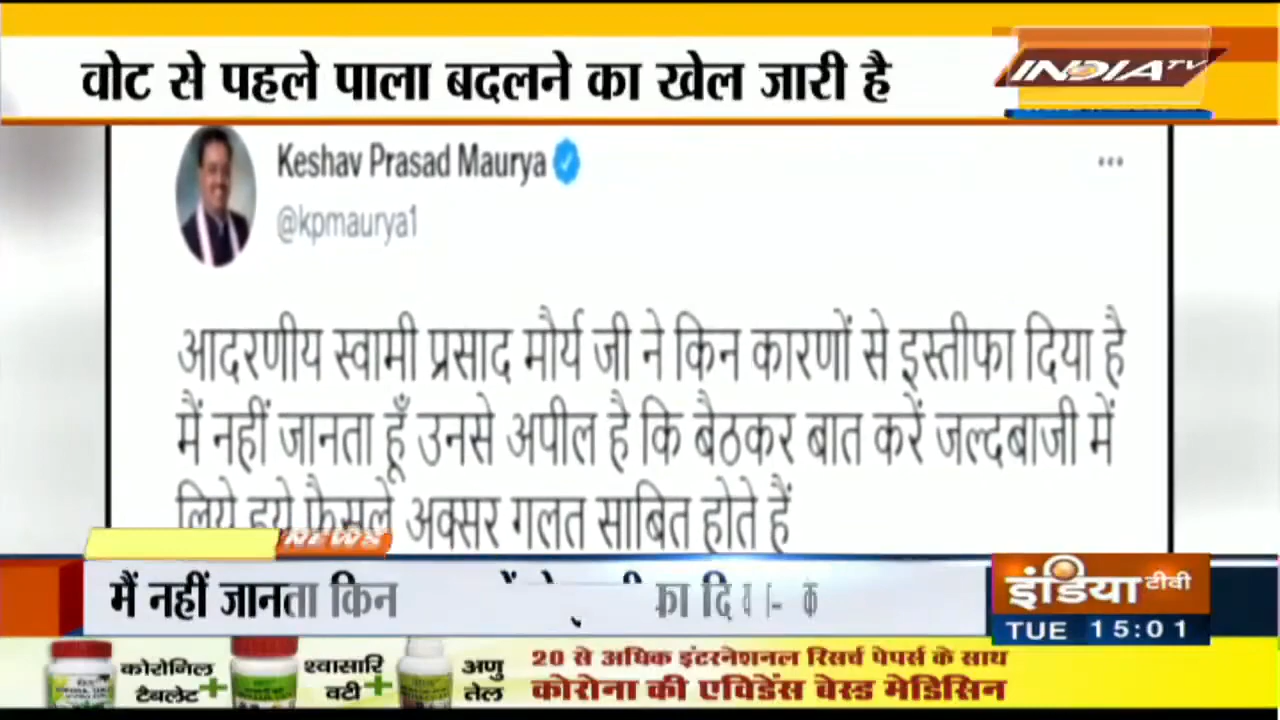 वोट से पहले पाला बदलने का खेल जारी है
INDIA TV
Keshav Prasad Maurya
@kpmaurya1
आदरणीय स्वामी प्रसाद मौर्य जी ने किन कारणों से इस्तीफा दिया है
मैं नहीं जानता हूँ उनसे अपील है कि बैठकर बात करें जल्दबाजी में
लिये हुये फैसले अक्सर गलत साबित होते हैं
NEWS
मैं नहीं जानता किन
इंडिया टीवी
TUE 15:01
कोरोनिल टैबलेट + श्वासारि वटी + अणु तेल
20 से अधिक इंटरनेशनल रिसर्च पेपर्स के साथ
कोरोना की एविडेंस बेस्ड मेडिसिन